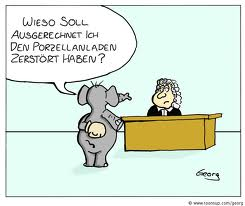 WIESO SOLL
AUSGERECHNET ICH
DEN PORZELLANLADEN
ZERSTÖRT HABEN?
Georg
© www.toonsup.com/georg